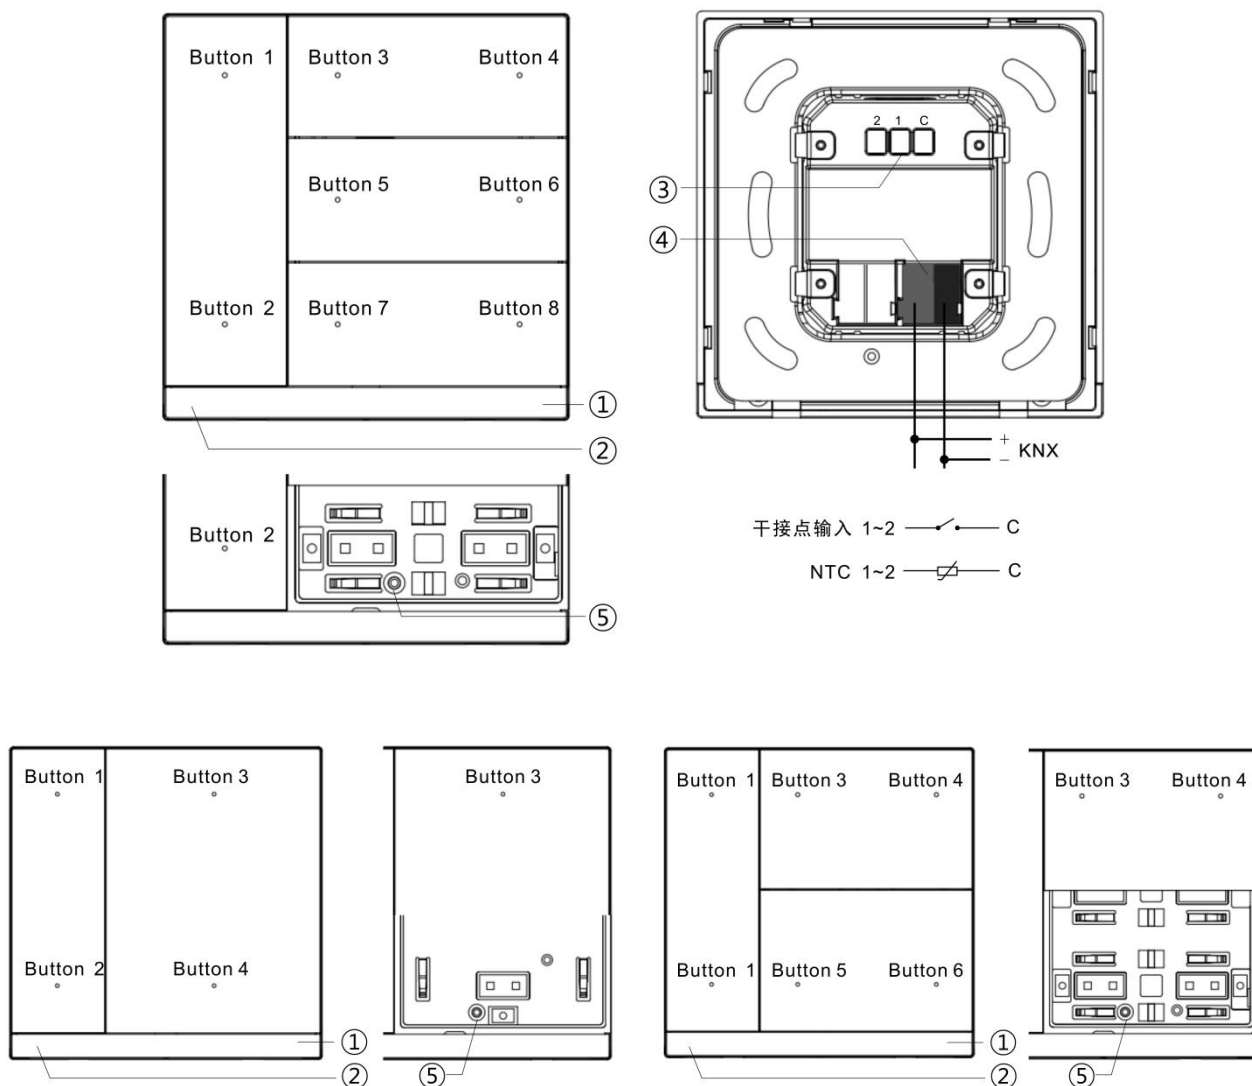 Button 1 Button 3 Button 4
Button 5 Button 6
Button 2 Button 7 Button 8
①
②
2 1 C
③
④
+
− KNX
Button 2
⑤
干接点输入 1~2 C
NTC 1~2 C
Button 1 Button 3
Button 2 Button 4
①
②
Button 3
⑤
Button 1 Button 3 Button 4
Button 1 Button 5 Button 6
①
②
Button 3 Button 4
⑤